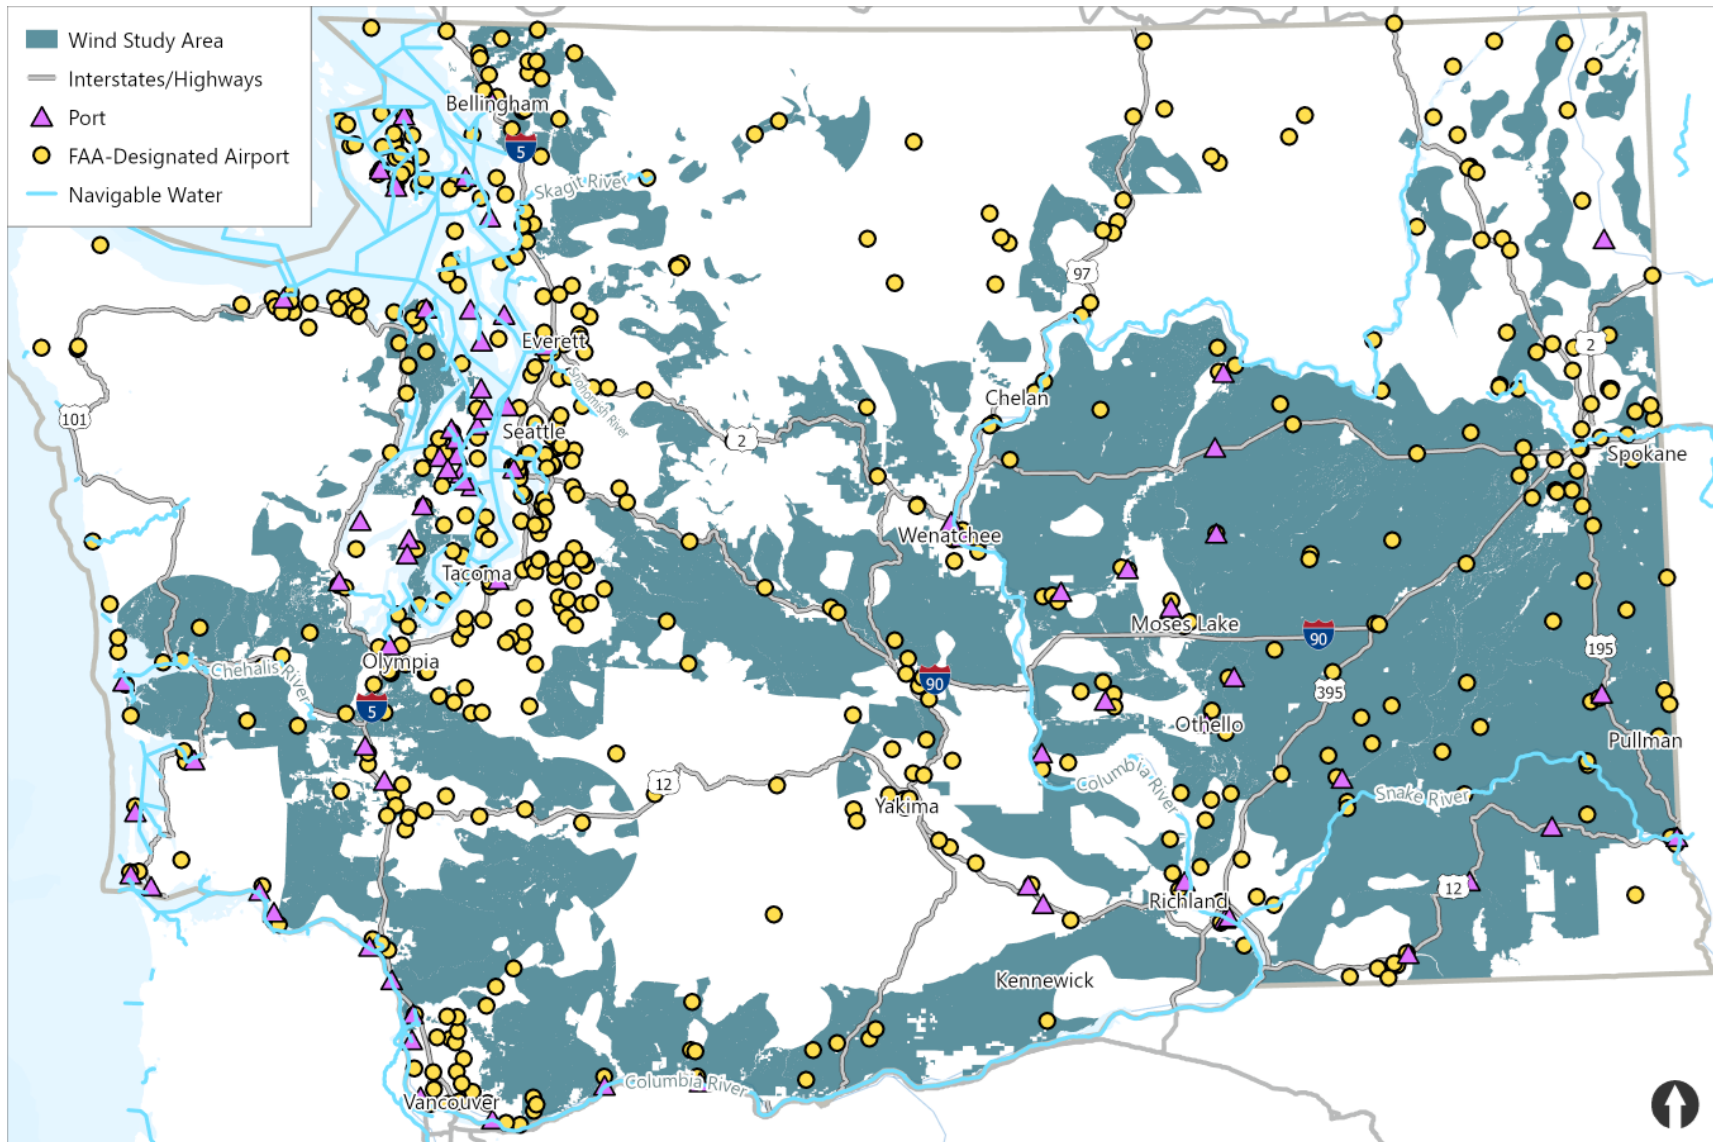 Wind Study Area
Interstates/Highways
Port
FAA-Designated Airport
Navigable Water
Bellingham
5
Skagit River
97
2
Everett
Snohomish River
101
Chelan
2
Seattle
Spokane
Wenatchee
Tacoma
Moses Lake
90
195
Olympia
Chehalis River
90
395
5
Othello
Pullman
12
Columbia River
Snake River
Yakima
12
Richland
Kennewick
Columbia River
Vancouver